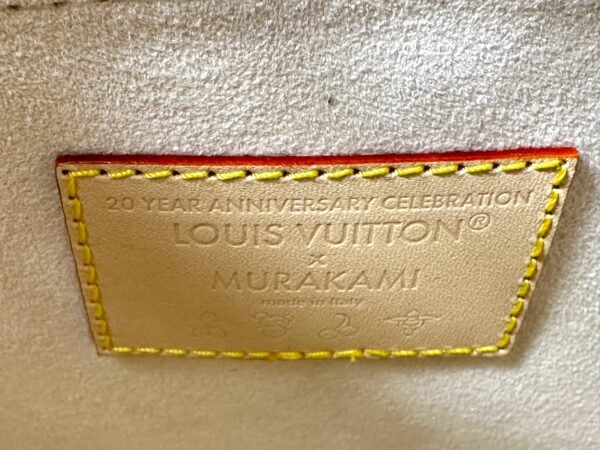 20 YEAR ANNIVERSARY CELEBRATION
LOUIS VUITTON®
×
MURAKAMI
made in Italy